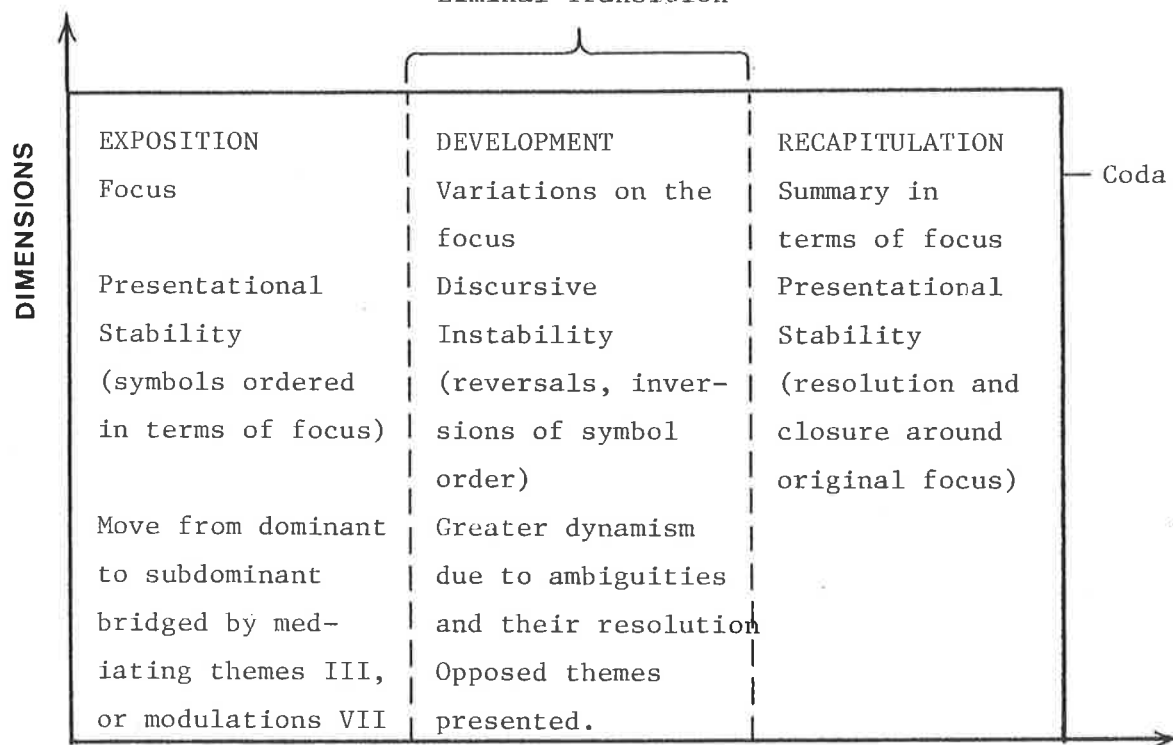 Liminal Transition
DIMENSIONS
EXPOSITION
Focus
Presentational
Stability
(symbols ordered
in terms of focus)
Move from dominant
to subdominant
bridged by med-
iating themes III,
or modulations VII
DEVELOPMENT
Variations on the
focus
Discursive
Instability
(reversals, inver-
sions of symbol
order)
Greater dynamism
due to ambiguities
and their resolution
Opposed themes
presented.
RECAPITULATION
Summary in
terms of focus
Presentational
Stability
(resolution and
closure around
original focus)
Coda